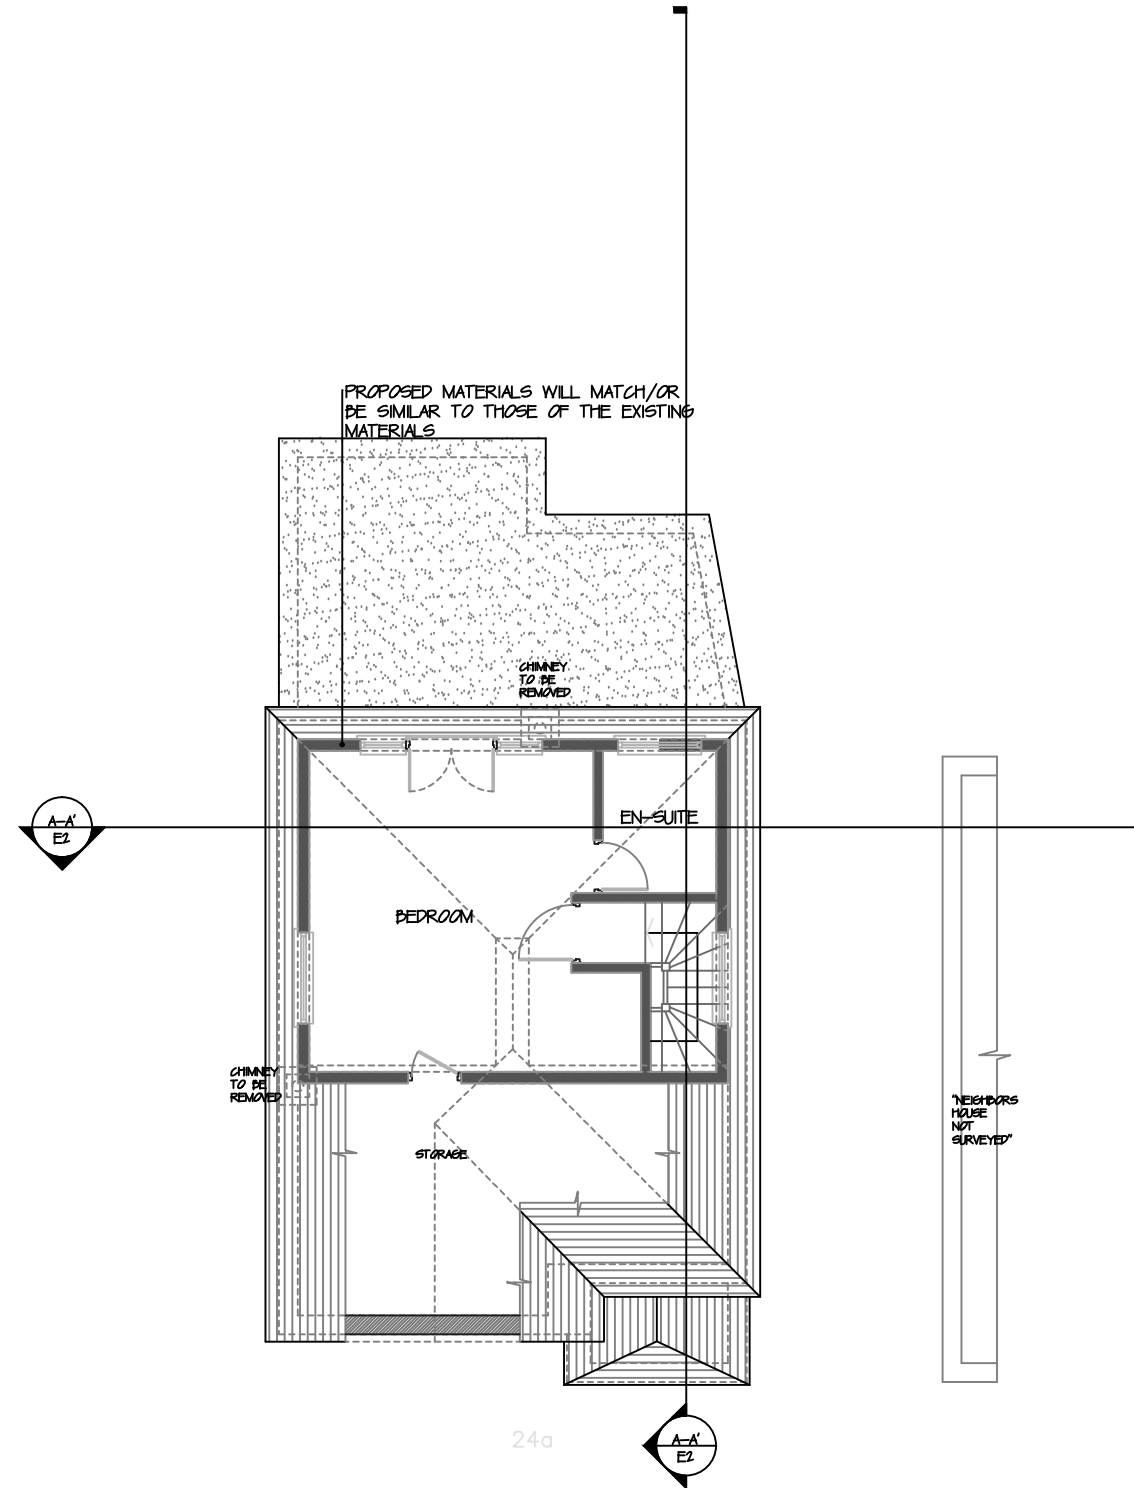 PROPOSED MATERIALS WILL MATCH/OR
BE SIMILAR TO THOSE OF THE EXISTING
MATERIALS
CHIMNEY
TO BE
REMOVED
EN-SUITE
A-A'
E2
BEDROOM
CHIMNEY
TO BE
REMOVED
"NEIGHBORS
HOUSE
NOT
SURVEYED"
STORAGE
24a
A-A'
E2